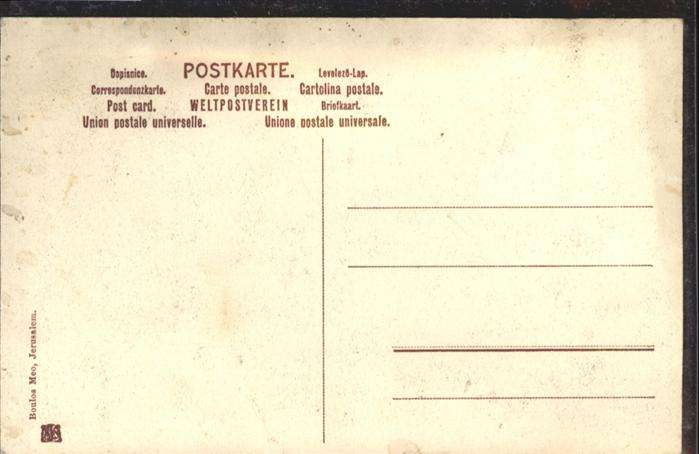 Dopisnice. POSTKARTE. Levelező-Lap.
Correspondenzkarte. Carte postale. Cartolina postale.
Post card. WELTPOSTVEREIN Briefkaart.
Union postale universelle. Unione postale universale.
Boulos Meo, Jerusalem.